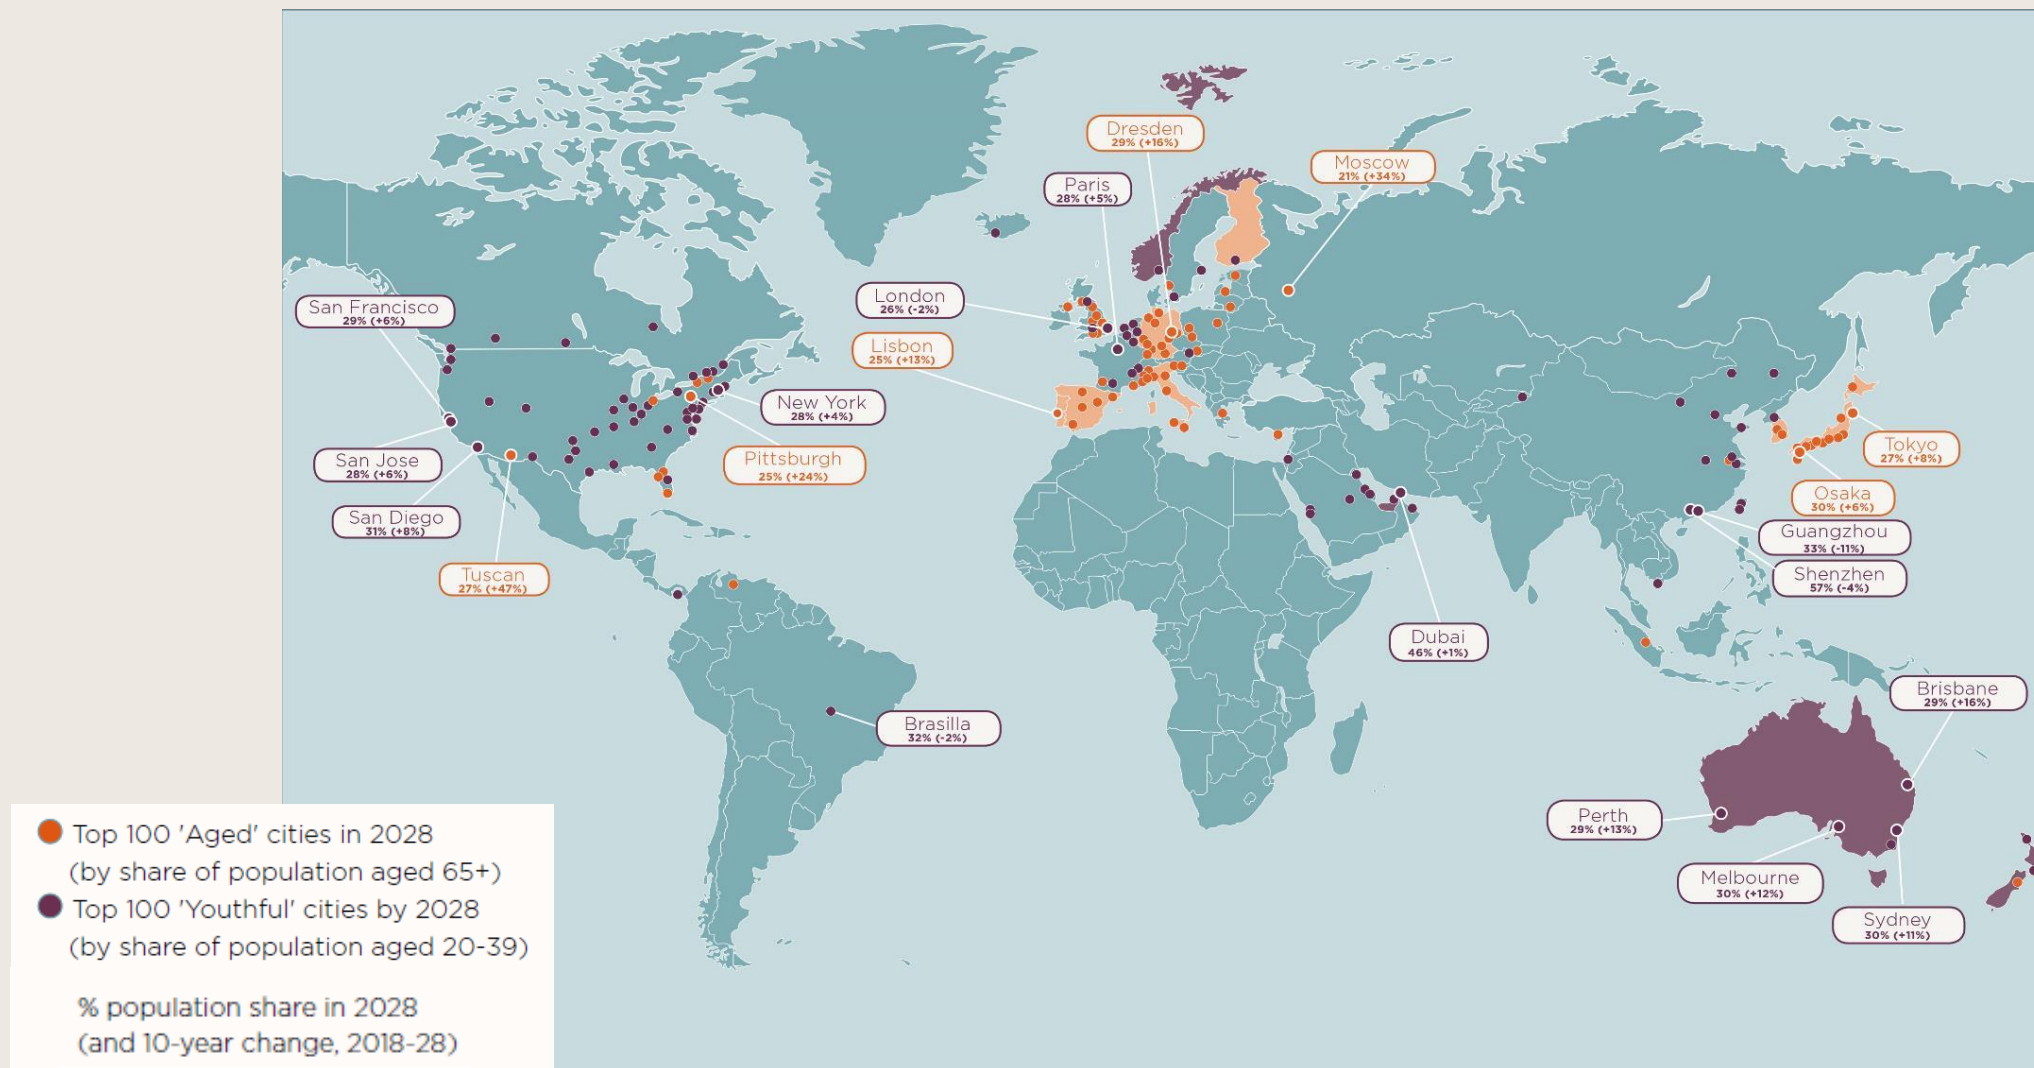 Dresden
29% (+16%)
Moscow
21% (+34%)
Paris
28% (+5%)
San Francisco
29% (+6%)
London
26% (-2%)
Lisbon
25% (+13%)
New York
28% (+4%)
San Jose
28% (+6%)
Pittsburgh
25% (+24%)
Tokyo
27% (+8%)
San Diego
31% (+8%)
Osaka
30% (+6%)
Guangzhou
33% (-11%)
Tuscan
27% (+47%)
Shenzhen
57% (-4%)
Dubai
46% (+1%)
Brisbane
29% (+16%)
Brasilla
32% (-2%)
Perth
29% (+13%)
Melbourne
30% (+12%)
Sydney
30% (+11%)
Top 100 'Aged' cities in 2028
(by share of population aged 65+)
Top 100 'Youthful' cities by 2028
(by share of population aged 20-39)
% population share in 2028
(and 10-year change, 2018-28)